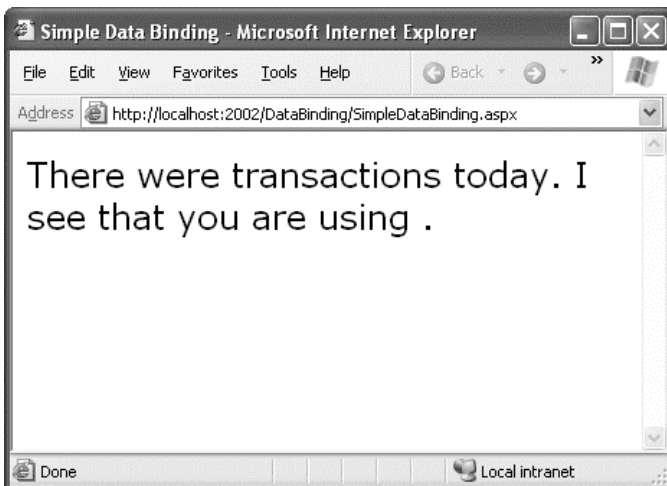 Simple Data Binding - Microsoft Internet Explorer
File Edit View Favorites Tools Help Back »
Address http://localhost:2002/DataBinding/SimpleDataBinding.aspx
There were transactions today. I
see that you are using .
Done Local intranet